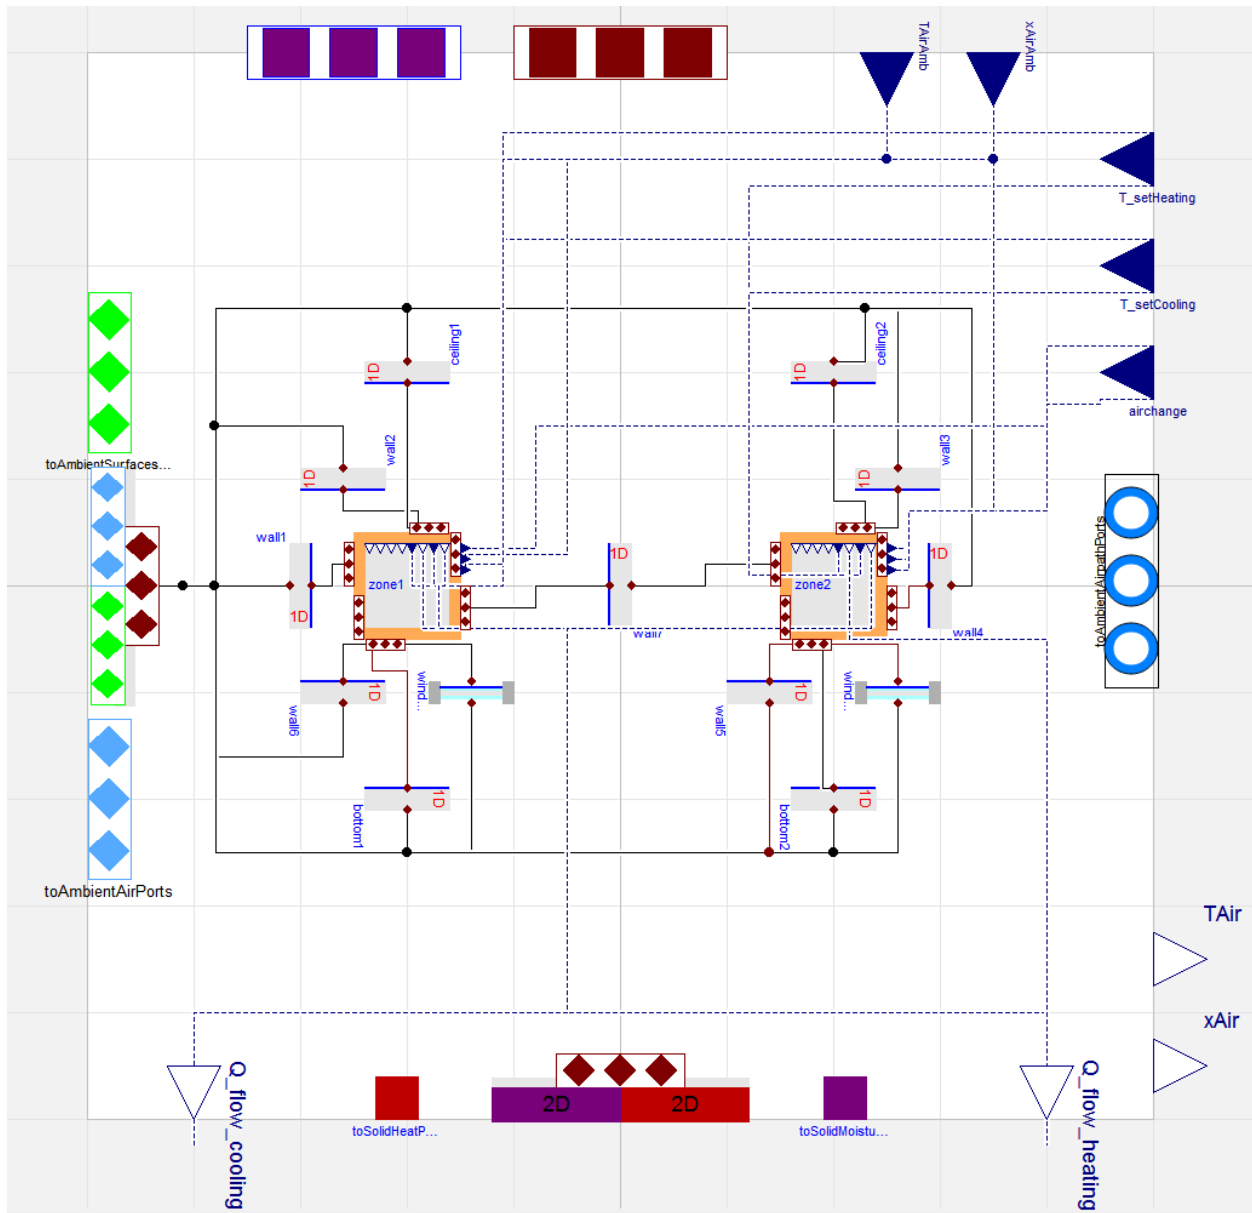 TAirAmb
xAirAmb
T_setHeating
T_setCooling
airchange
ceiling1
ceiling2
1D
1D
toAmbientSurfaces...
wall2
wall3
1D
1D
wall1
1D
zone1
1D
wall7
zone2
1D
wall4
toAmbientAirpathPorts
1D
wall6
wind...
1D
wall5
wind...
1D
bottom1
1D
bottom2
toAmbientAirPorts
TAir
xAir
Q_flow_cooling
2D
2D
Q_flow_heating
toSolidHeatP...
toSolidMoistu...